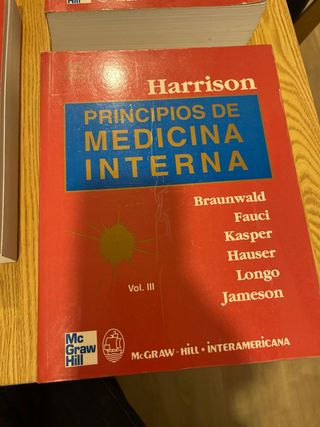 Harrison
PRINCIPIOS DE
MEDICINA
INTERNA
Braunwald
Fauci
Kasper
Hauser
Longo
Jameson
Vol. III
Mc
Graw
Hill
McGRAW-HILL • INTERAMERICANA